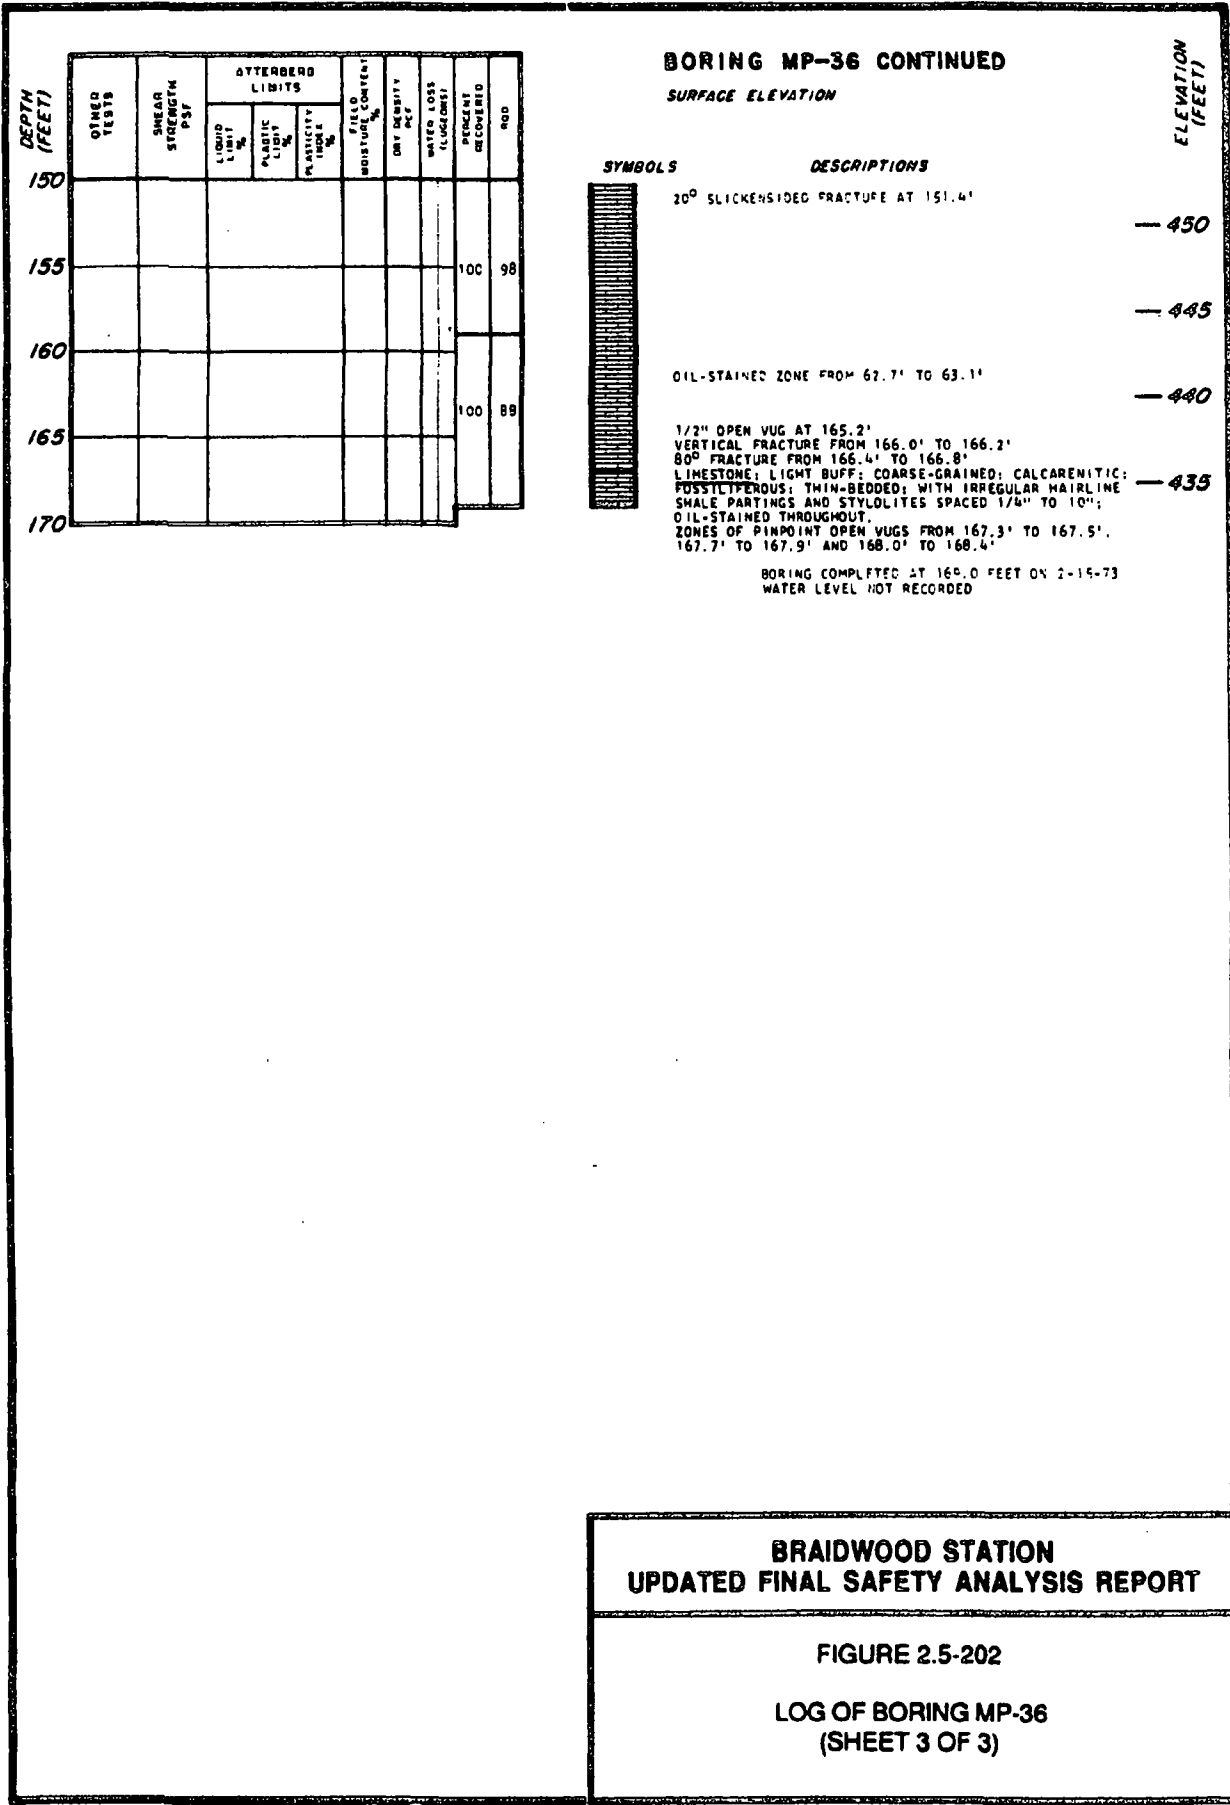 BORING MP-36 CONTINUED
SURFACE ELEVATION
DEPTH (FEET)
OTHER TESTS
SHEAR STRENGTH PSF
ATTERBERG LIMITS
LIQUID LIMIT %
PLASTIC LIMIT %
PLASTICITY INDEX %
FIELD MOISTURE CONTENT %
DRY DENSITY PCF
WATER LOSS (LUGEONS)
PERCENT RECOVERED
RQD
ELEVATION (FEET)
SYMBOLS
DESCRIPTIONS
150
155
160
165
170
100 98
100 89
20° SLICKENSIDED FRACTURE AT 151.4'
OIL-STAINED ZONE FROM 62.7' TO 63.1'
1/2" OPEN VUG AT 165.2'
VERTICAL FRACTURE FROM 166.0' TO 166.2'
80° FRACTURE FROM 166.4' TO 166.8'
LIMESTONE; LIGHT BUFF; COARSE-GRAINED; CALCARENITIC;
FOSSILIFEROUS; THIN-BEDDED; WITH IRREGULAR HAIRLINE
SHALE PARTINGS AND STYLOLITES SPACED 1/4" TO 10";
OIL-STAINED THROUGHOUT.
ZONES OF PINPOINT OPEN VUGS FROM 167.3' TO 167.5',
167.7' TO 167.9' AND 168.0' TO 168.4'
BORING COMPLETED AT 169.0 FEET ON 2-15-73
WATER LEVEL NOT RECORDED
450
445
440
435
BRAIDWOOD STATION
UPDATED FINAL SAFETY ANALYSIS REPORT
FIGURE 2.5-202
LOG OF BORING MP-36
(SHEET 3 OF 3)